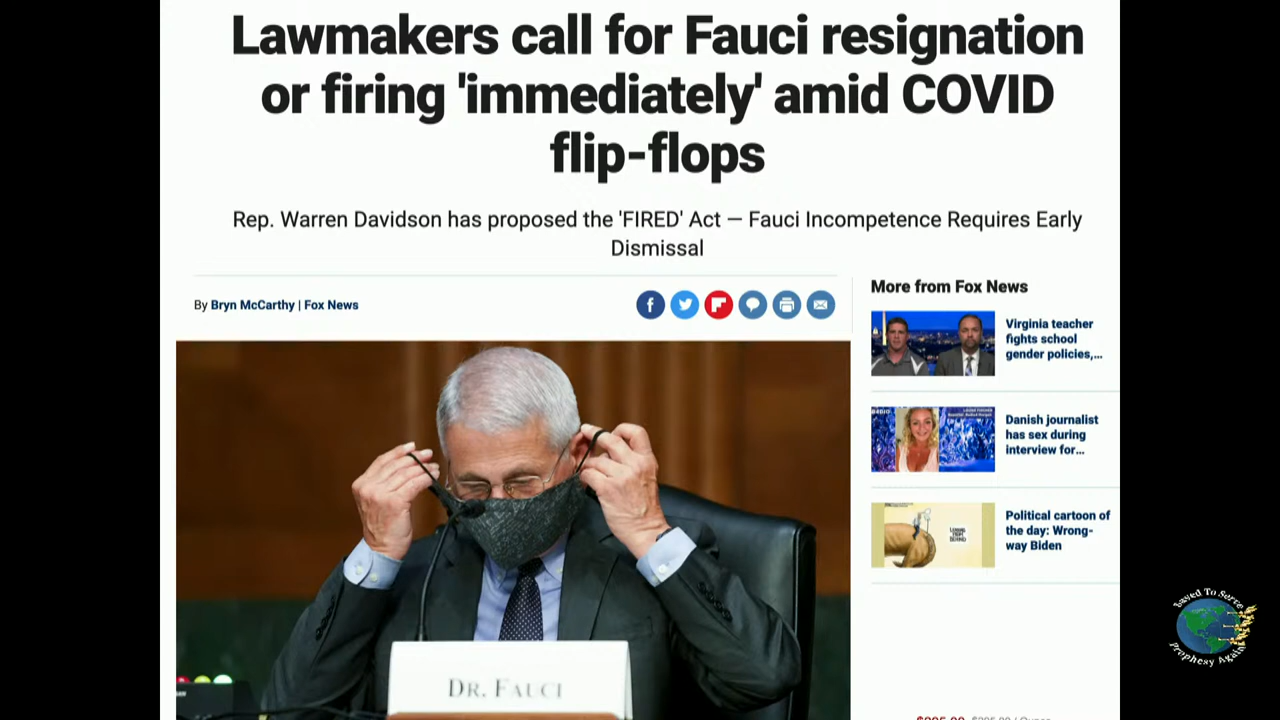 Lawmakers call for Fauci resignation
or firing 'immediately' amid COVID
flip-flops
Rep. Warren Davidson has proposed the 'FIRED' Act — Fauci Incompetence Requires Early
Dismissal
By Bryn McCarthy | Fox News
More from Fox News
Virginia teacher
fights school
gender policies,...
Danish journalist
has sex during
interview for...
Political cartoon of
the day: Wrong-
way Biden
DR. FAUCI
To Serve
Prophesy Again